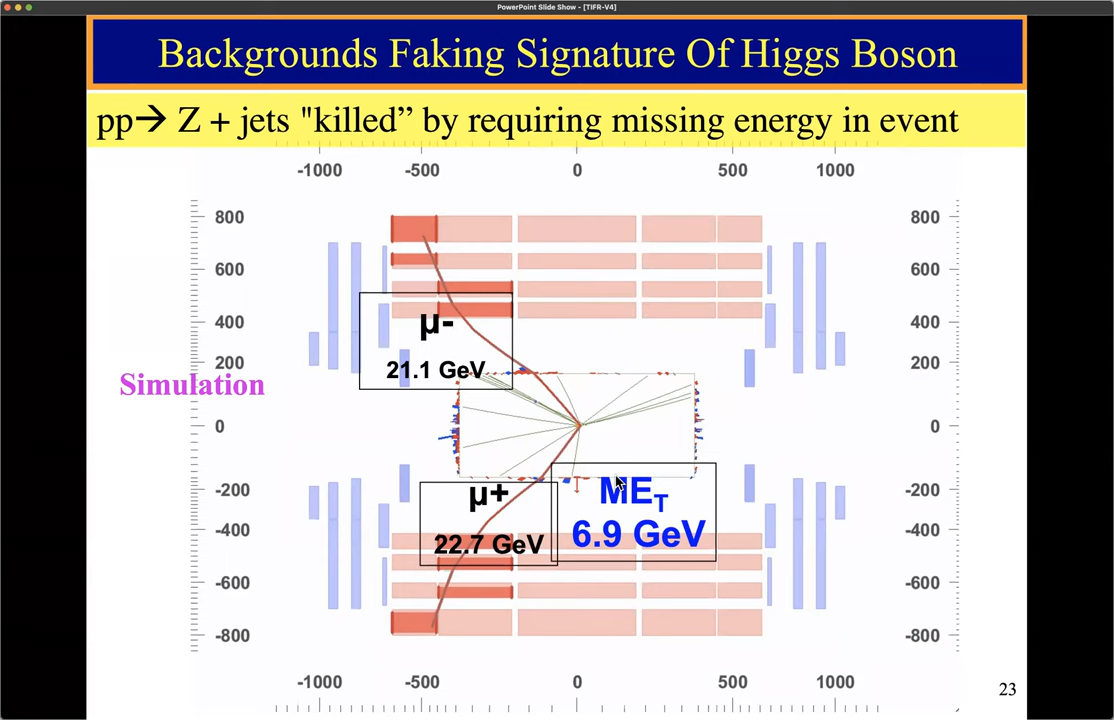 PowerPoint Slide Show - [TIFR-V4]
Backgrounds Faking Signature Of Higgs Boson
pp→ Z + jets "killed” by requiring missing energy in event
-1000 -500 0 500 1000
800 800
600 600
400 400
μ-
200 21.1 GeV 200
Simulation
0 0
-200 μ+ MET -200
-400 22.7 GeV 6.9 GeV -400
-600 -600
-800 -800
-1000 -500 0 500 1000
23